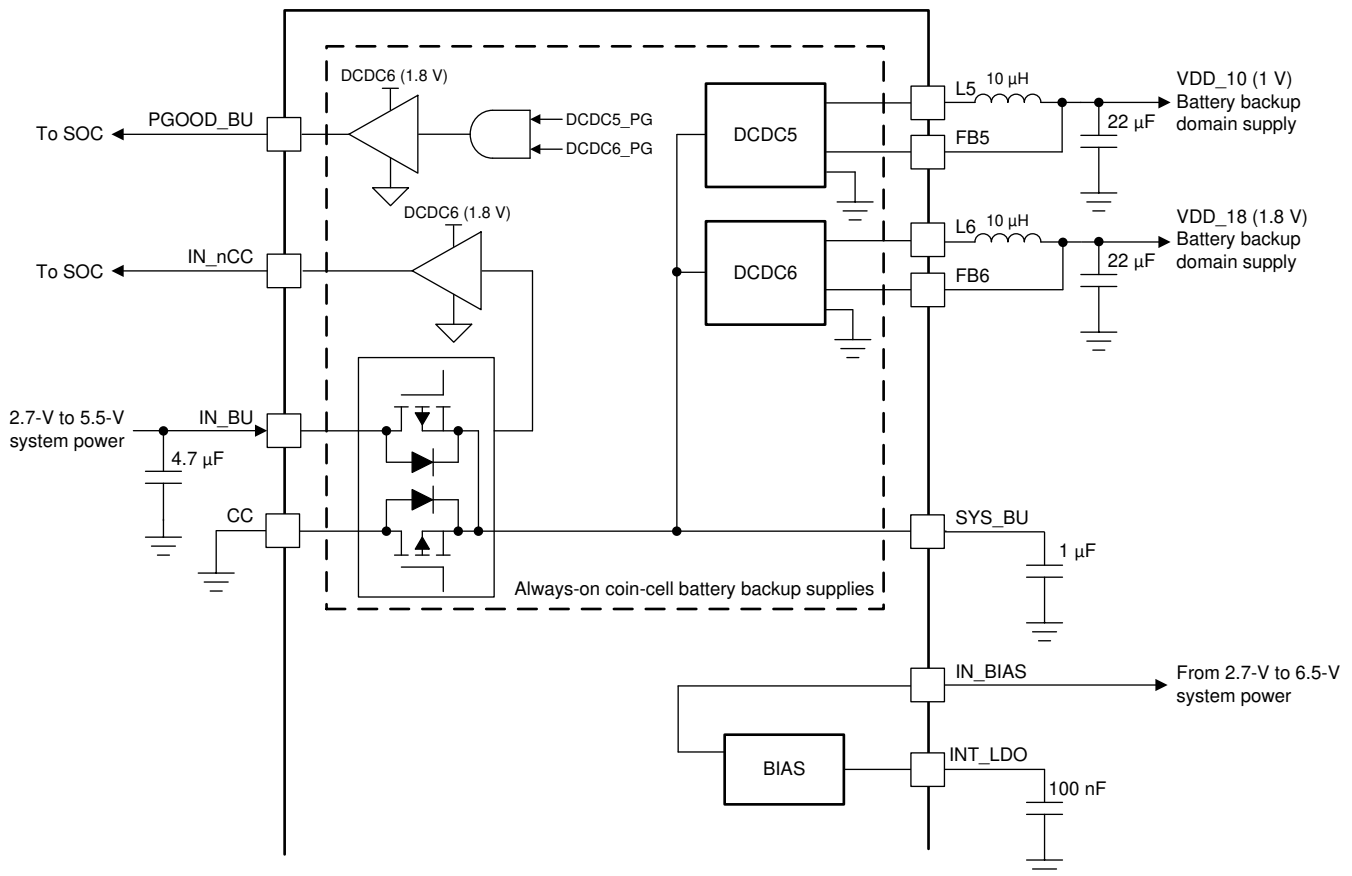 DCDC6 (1.8 V)
PGOOD_BU
To SOC
DCDC5_PG
DCDC6_PG
DCDC5
L5
10 µH
FB5
22 µF
VDD_10 (1 V)
Battery backup
domain supply
DCDC6 (1.8 V)
IN_nCC
To SOC
DCDC6
L6
10 µH
FB6
22 µF
VDD_18 (1.8 V)
Battery backup
domain supply
2.7-V to 5.5-V
system power
IN_BU
4.7 µF
CC
SYS_BU
1 µF
Always-on coin-cell battery backup supplies
IN_BIAS
From 2.7-V to 6.5-V
system power
BIAS
INT_LDO
100 nF